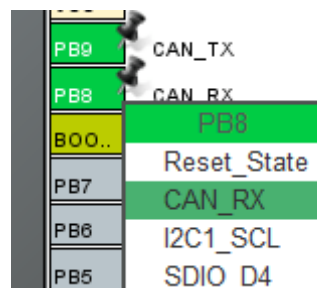 PB9 CAN_TX
PB8 CAN_RX
BOO..
PB7
PB6
PB5
PB8
Reset_State
CAN_RX
I2C1_SCL
SDIO_D4